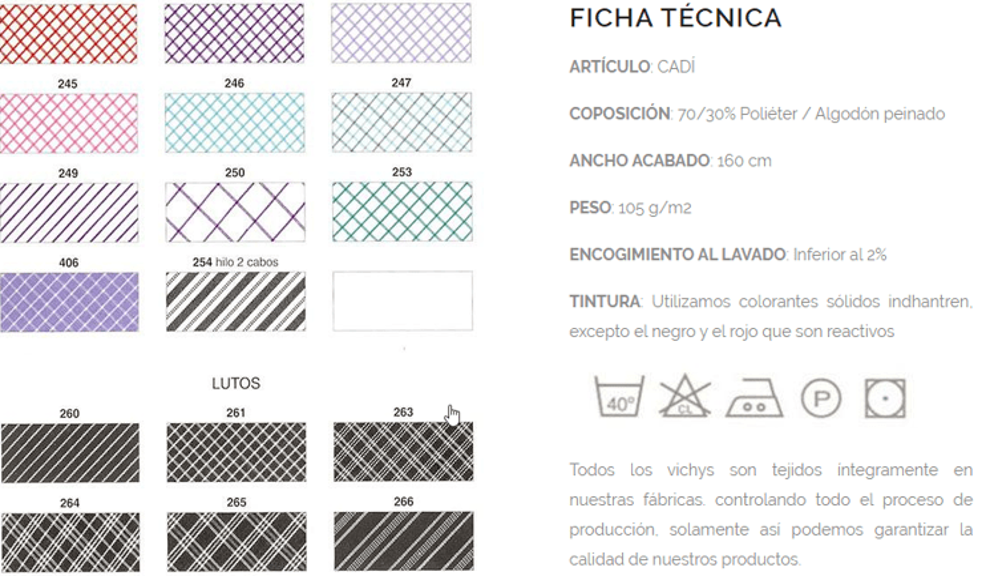 245 246 247
249 250 253
406 254 hilo 2 cabos
LUTOS
260 261 263
264 265 266
FICHA TÉCNICA
ARTÍCULO: CADÍ
COPOSICIÓN: 70/30% Poliéter / Algodón peinado
ANCHO ACABADO: 160 cm
PESO: 105 g/m2
ENCOGIMIENTO AL LAVADO: Inferior al 2%
TINTURA: Utilizamos colorantes sólidos indhantren,
excepto el negro y el rojo que son reactivos
40° CL P
Todos los vichys son tejidos íntegramente en
nuestras fábricas. controlando todo el proceso de
producción, solamente así podemos garantizar la
calidad de nuestros productos.